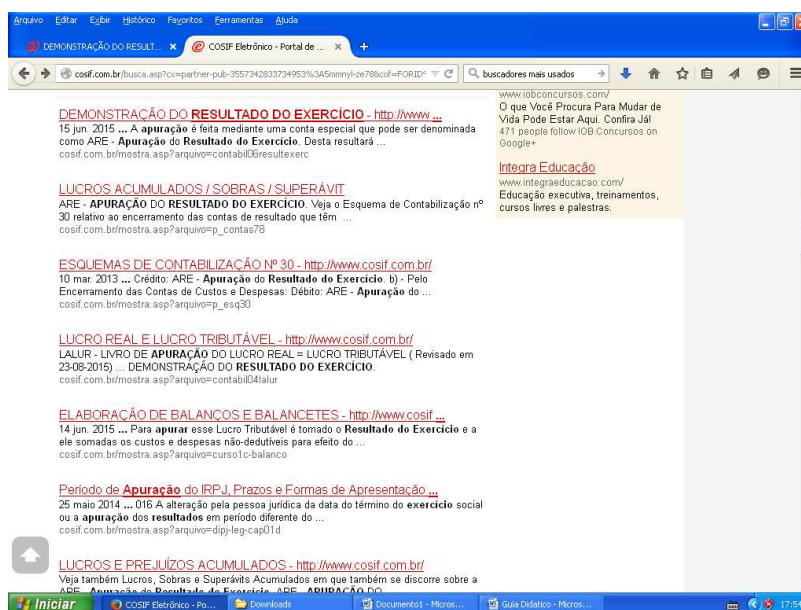 Arquivo Editar Exibir Histórico Favoritos Ferramentas Ajuda
DEMONSTRAÇÃO DO RESULT... × COSIF Eletrônico - Portal de ... × +
cosif.com.br/busca.asp?cx=partner-pub-3557342833734953%3A5mmnyl-ze78&cof=FORID buscadores mais usados
DEMONSTRAÇÃO DO RESULTADO DO EXERCÍCIO - http://www ...
15 jun. 2015 ... A apuração é feita mediante uma conta especial que pode ser denominada
como ARE - Apuração do Resultado do Exercício. Desta resultará ...
cosif.com.br/mostra.asp?arquivo=contabil06resultexerc
LUCROS ACUMULADOS / SOBRAS / SUPERÁVIT
ARE - APURAÇÃO DO RESULTADO DO EXERCÍCIO. Veja o Esquema de Contabilização nº
30 relativo ao encerramento das contas de resultado que têm ...
cosif.com.br/mostra.asp?arquivo=p_contas78
ESQUEMAS DE CONTABILIZAÇÃO Nº 30 - http://www.cosif.com.br/
10 mar. 2013 ... Crédito: ARE - Apuração do Resultado do Exercício. b) - Pelo
Encerramento das Contas de Custos e Despesas: Débito: ARE - Apuração do ...
cosif.com.br/mostra.asp?arquivo=p_esq30
LUCRO REAL E LUCRO TRIBUTÁVEL - http://www.cosif.com.br/
LALUR - LIVRO DE APURAÇÃO DO LUCRO REAL = LUCRO TRIBUTÁVEL ( Revisado em
23-08-2015) ... DEMONSTRAÇÃO DO RESULTADO DO EXERCÍCIO.
cosif.com.br/mostra.asp?arquivo=contabil04lalur
ELABORAÇÃO DE BALANÇOS E BALANCETES - http://www.cosif ...
14 jun. 2015 ... Para apurar esse Lucro Tributável é tomado o Resultado do Exercício e a
ele somadas os custos e despesas não-dedutíveis para efeito do ...
cosif.com.br/mostra.asp?arquivo=curso1c-balanco
Período de Apuração do IRPJ, Prazos e Formas de Apresentação ...
25 maio 2014 ... 016 A alteração pela pessoa jurídica da data do término do exercício social
ou a apuração dos resultados em período diferente do ...
cosif.com.br/mostra.asp?arquivo=dipj-leg-cap01d
LUCROS E PREJUÍZOS ACUMULADOS - http://www.cosif.com.br/
Veja também Lucros, Sobras e Superávits Acumulados em que também se discorre sobre a
ARE - Apuração do Resultado do Exercício. ARE - APURAÇÃO DO
www.iobconcursos.com/
O que Você Procura Para Mudar de
Vida Pode Estar Aqui. Confira Já!
471 people follow IOB Concursos on
Google+
Integra Educação
www.integraeducacao.com/
Educação executiva, treinamentos,
cursos livres e palestras.
Iniciar COSIF Eletrônico - Po... Downloads Documento1 - Micros... Guia Didatico - Micros...